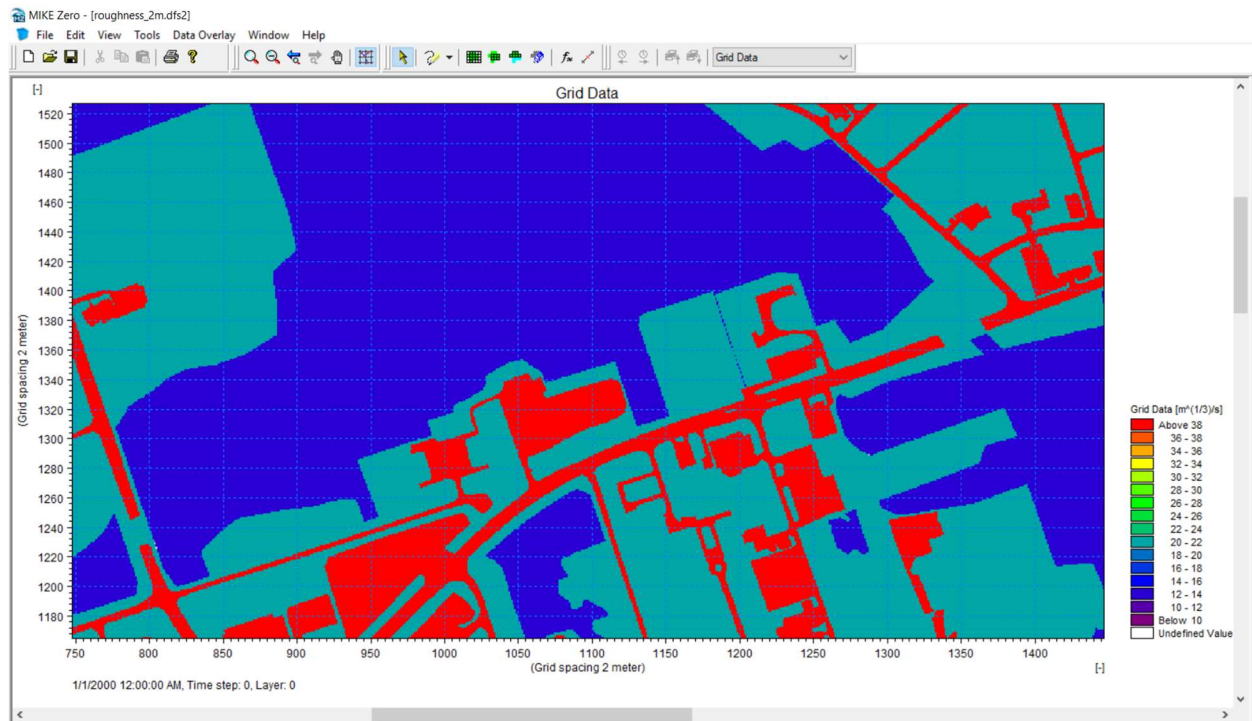 MIKE Zero - [roughness_2m.dfs2]
File Edit View Tools Data Overlay Window Help
Grid Data
[-]
Grid Data
1520
1500
1480
1460
1440
1420
1400
1380
1360
1340
1320
1300
1280
1260
1240
1220
1200
1180
(Grid spacing 2 meter)
750 800 850 900 950 1000 1050 1100 1150 1200 1250 1300 1350 1400
(Grid spacing 2 meter)
[-]
Grid Data [m^(1/3)/s]
Above 38
36 - 38
34 - 36
32 - 34
30 - 32
28 - 30
26 - 28
24 - 26
22 - 24
20 - 22
18 - 20
16 - 18
14 - 16
12 - 14
10 - 12
Below 10
Undefined Value
1/1/2000 12:00:00 AM, Time step: 0, Layer: 0